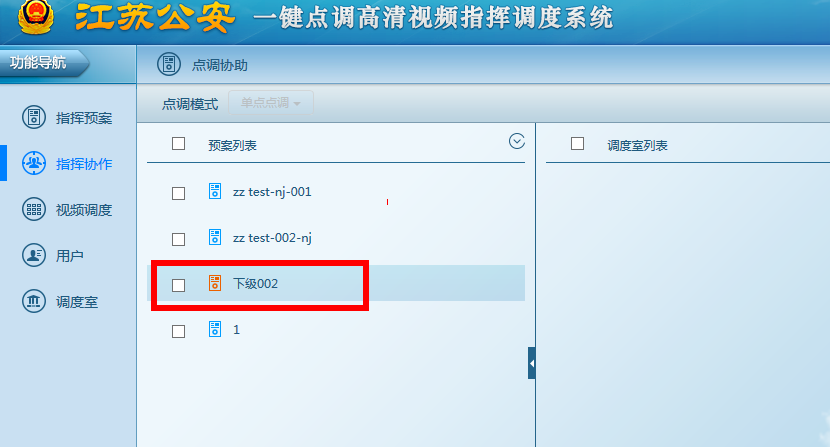 江苏公安 一键点调高清视频指挥调度系统
功能导航
点调协助
点调模式 单点点调
指挥预案
指挥协作
视频调度
用户
调度室
预案列表
zz test-nj-001
zz test-002-nj
下级002
1
调度室列表